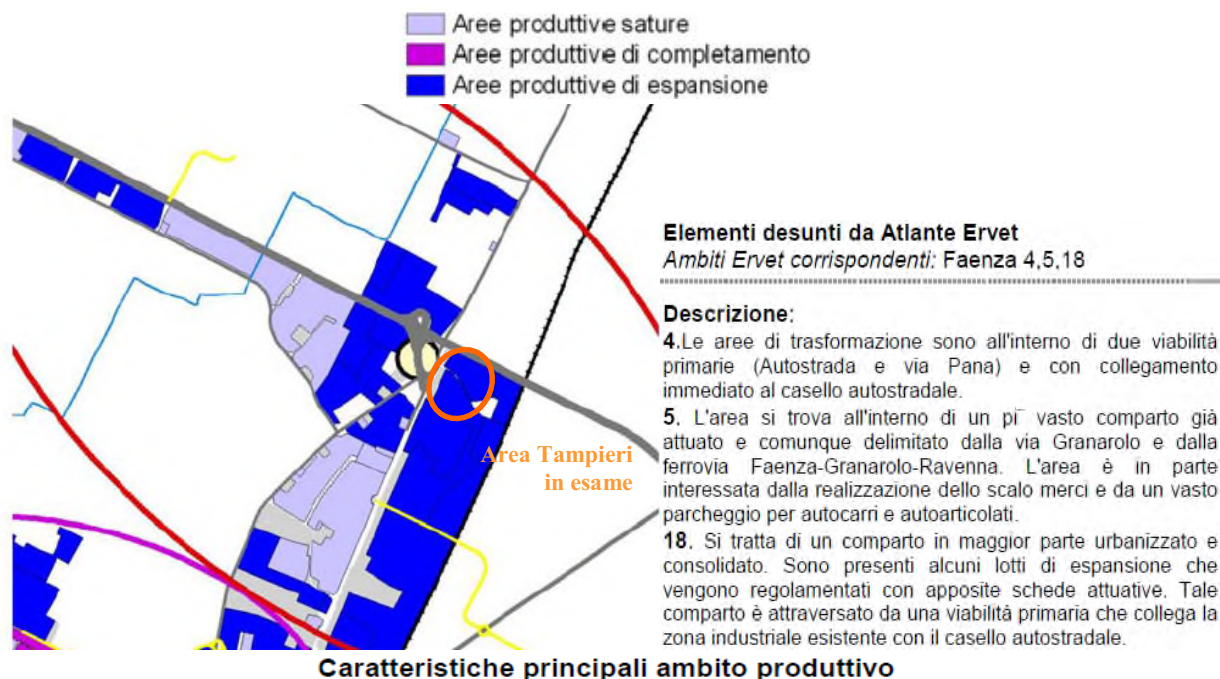 Aree produttive sature
Aree produttive di completamento
Aree produttive di espansione
Area Tampieri
in esame
Elementi desunti da Atlante Ervet
Ambiti Ervet corrispondenti: Faenza 4,5,18
Descrizione:
4.Le aree di trasformazione sono all'interno di due viabilità
primarie (Autostrada e via Pana) e con collegamento
immediato al casello autostradale.
5. L'area si trova all'interno di un pi¯ vasto comparto già
attuato e comunque delimitato dalla via Granarolo e dalla
ferrovia Faenza-Granarolo-Ravenna. L'area è in parte
interessata dalla realizzazione dello scalo merci e da un vasto
parcheggio per autocarri e autoarticolati.
18. Si tratta di un comparto in maggior parte urbanizzato e
consolidato. Sono presenti alcuni lotti di espansione che
vengono regolamentati con apposite schede attuative. Tale
comparto è attraversato da una viabilità primaria che collega la
zona industriale esistente con il casello autostradale.
Caratteristiche principali ambito produttivo